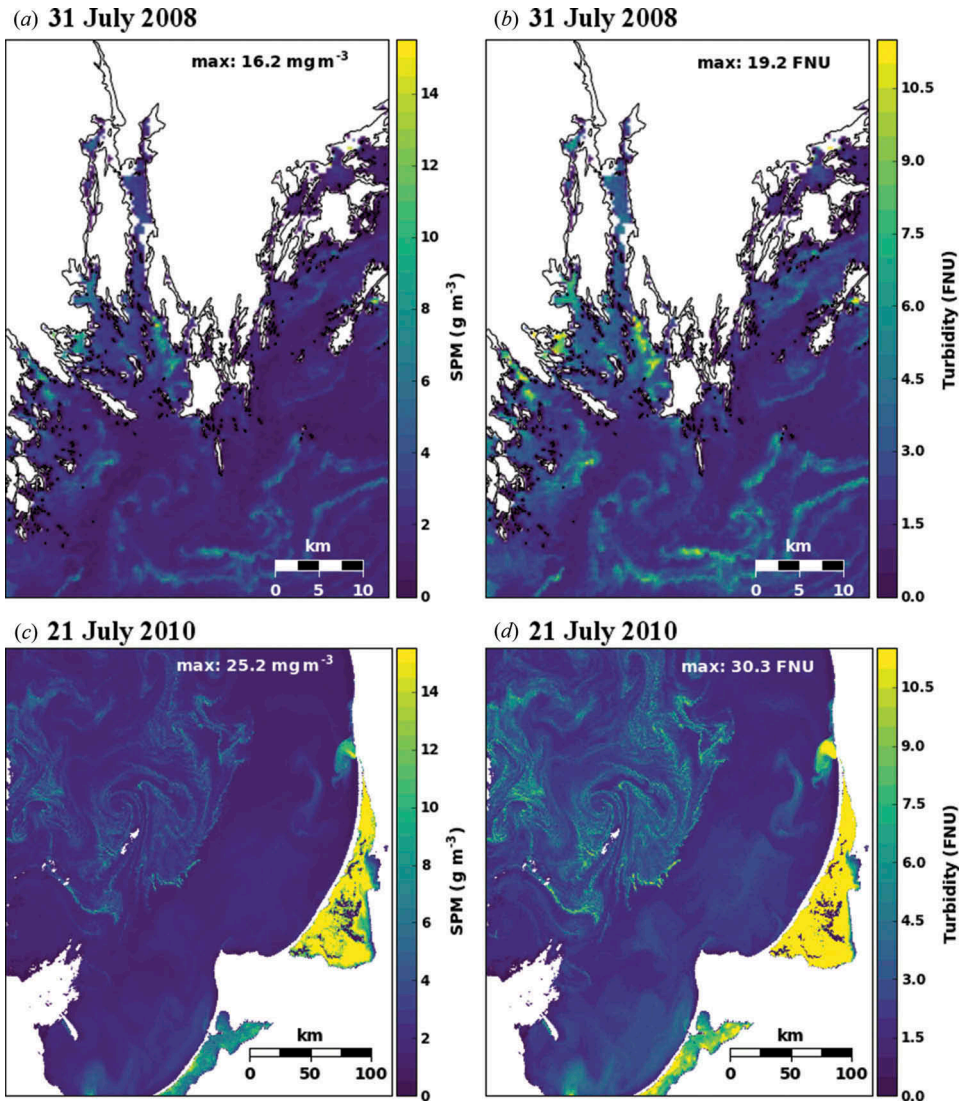 (a) 31 July 2008
max: 16.2 mg m-3
14
12
10
8
6
4
2
0
SPM (g m-3)
km
0 5 10
(b) 31 July 2008
max: 19.2 FNU
10.5
9.0
7.5
6.0
4.5
3.0
1.5
0.0
Turbidity (FNU)
km
0 5 10
(c) 21 July 2010
max: 25.2 mg m-3
14
12
10
8
6
4
2
0
SPM (g m-3)
km
0 50 100
(d) 21 July 2010
max: 30.3 FNU
10.5
9.0
7.5
6.0
4.5
3.0
1.5
0.0
Turbidity (FNU)
km
0 50 100